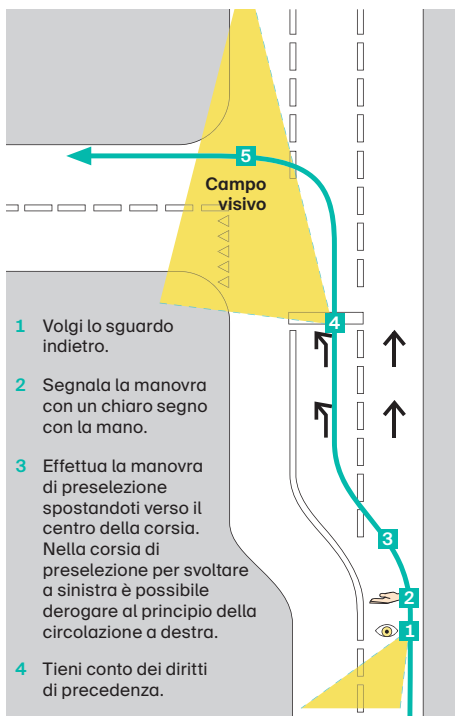 5
Campo
visivo
4
1 Volgi lo sguardo
indietro.
2 Segnala la manovra
con un chiaro segno
con la mano.
3 Effettua la manovra
di preselezione
spostandoti verso il
centro della corsia.
Nella corsia di
preselezione per svoltare
a sinistra è possibile
derogare al principio della
circolazione a destra.
4 Tieni conto dei diritti
di precedenza.
3
2
1